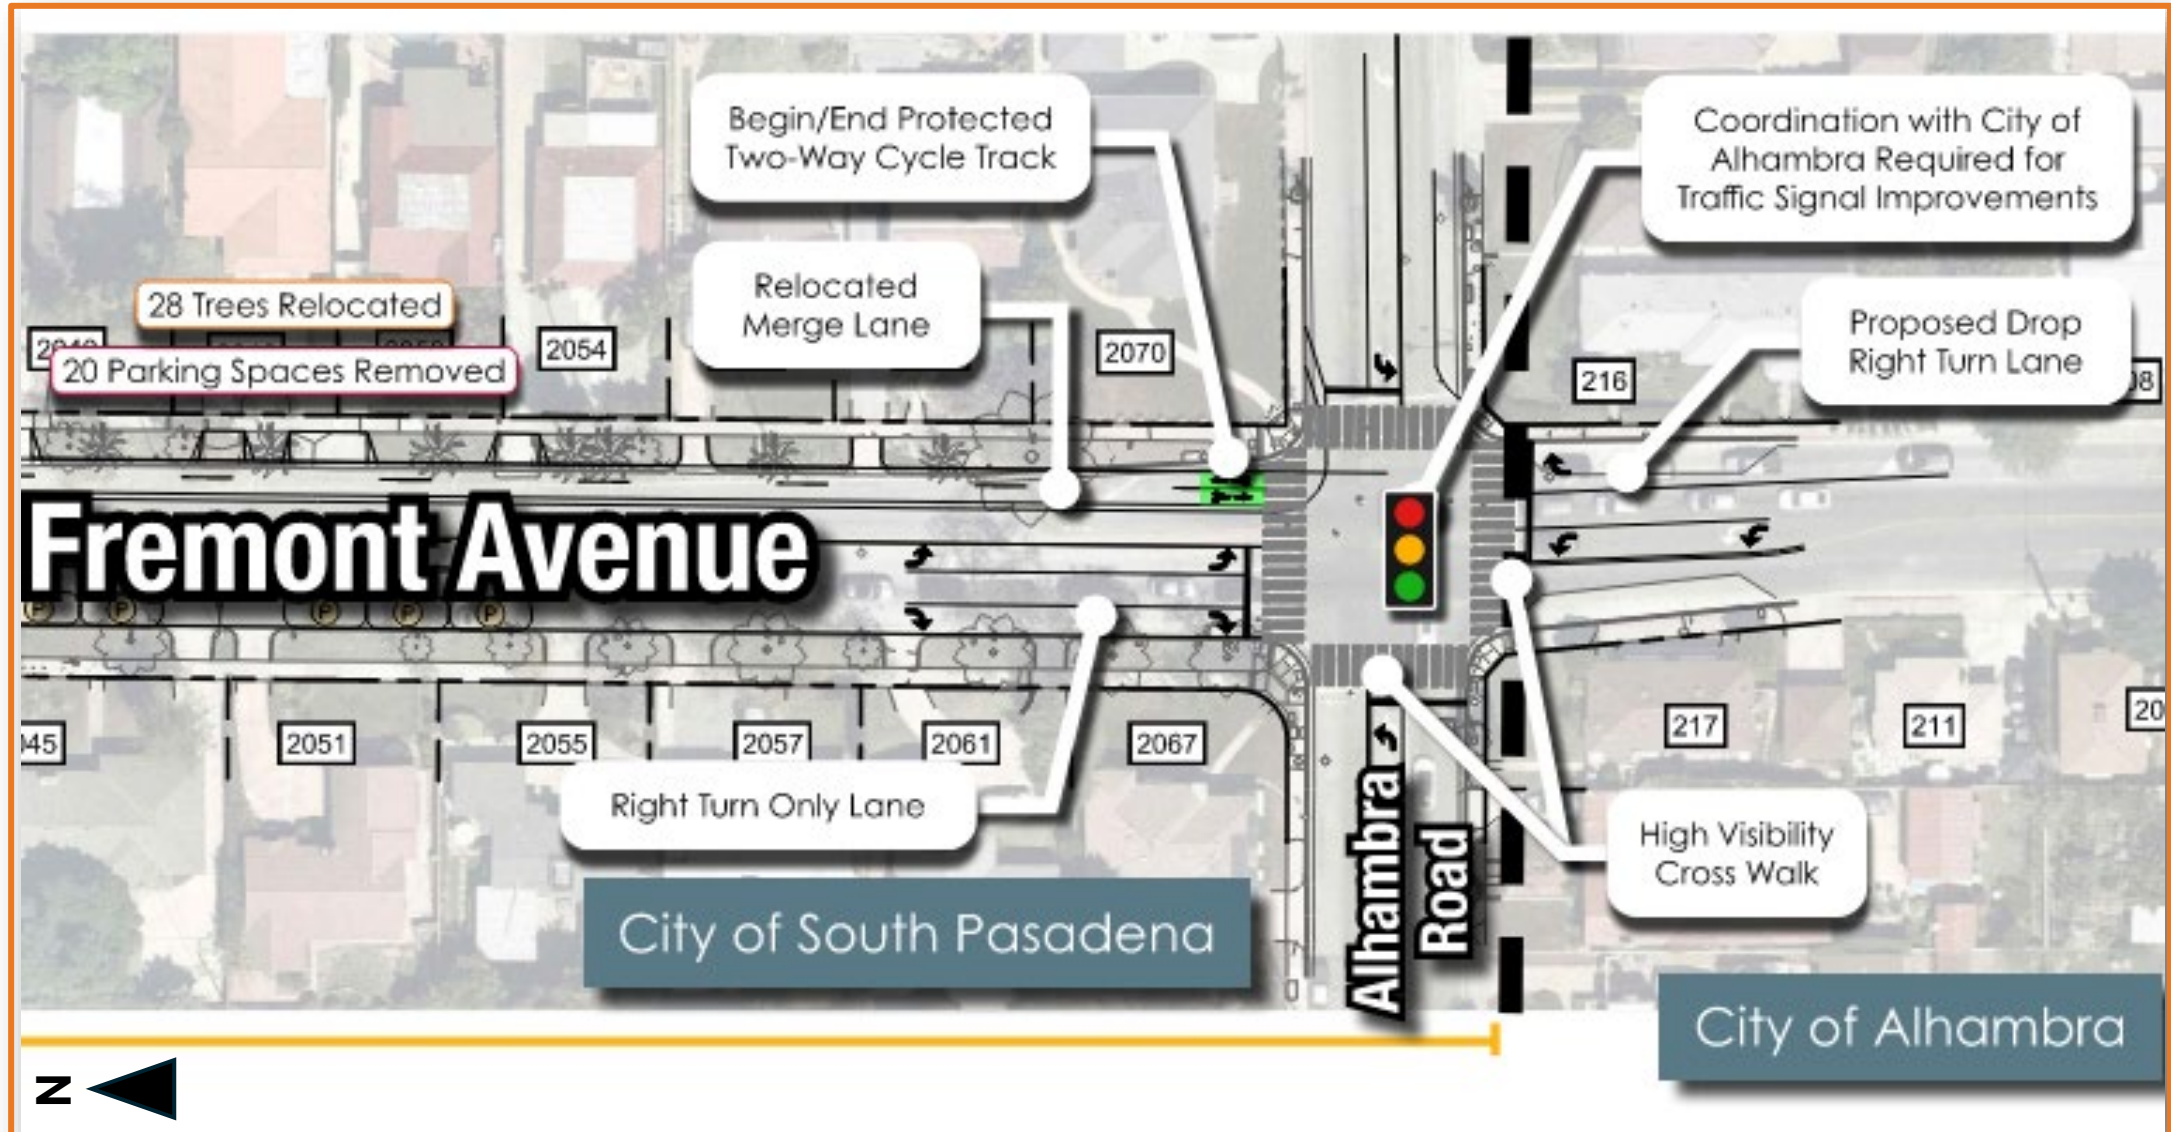 Begin/End Protected
Two-Way Cycle Track
Coordination with City of
Alhambra Required for
Traffic Signal Improvements
Relocated
Merge Lane
28 Trees Relocated
20 Parking Spaces Removed
2054
2070
216
Proposed Drop
Right Turn Lane
Fremont Avenue
P
P
P
P
P
2051
2055
2057
2061
2067
217
211
Right Turn Only Lane
High Visibility
Cross Walk
Alhambra
Road
City of South Pasadena
City of Alhambra
N